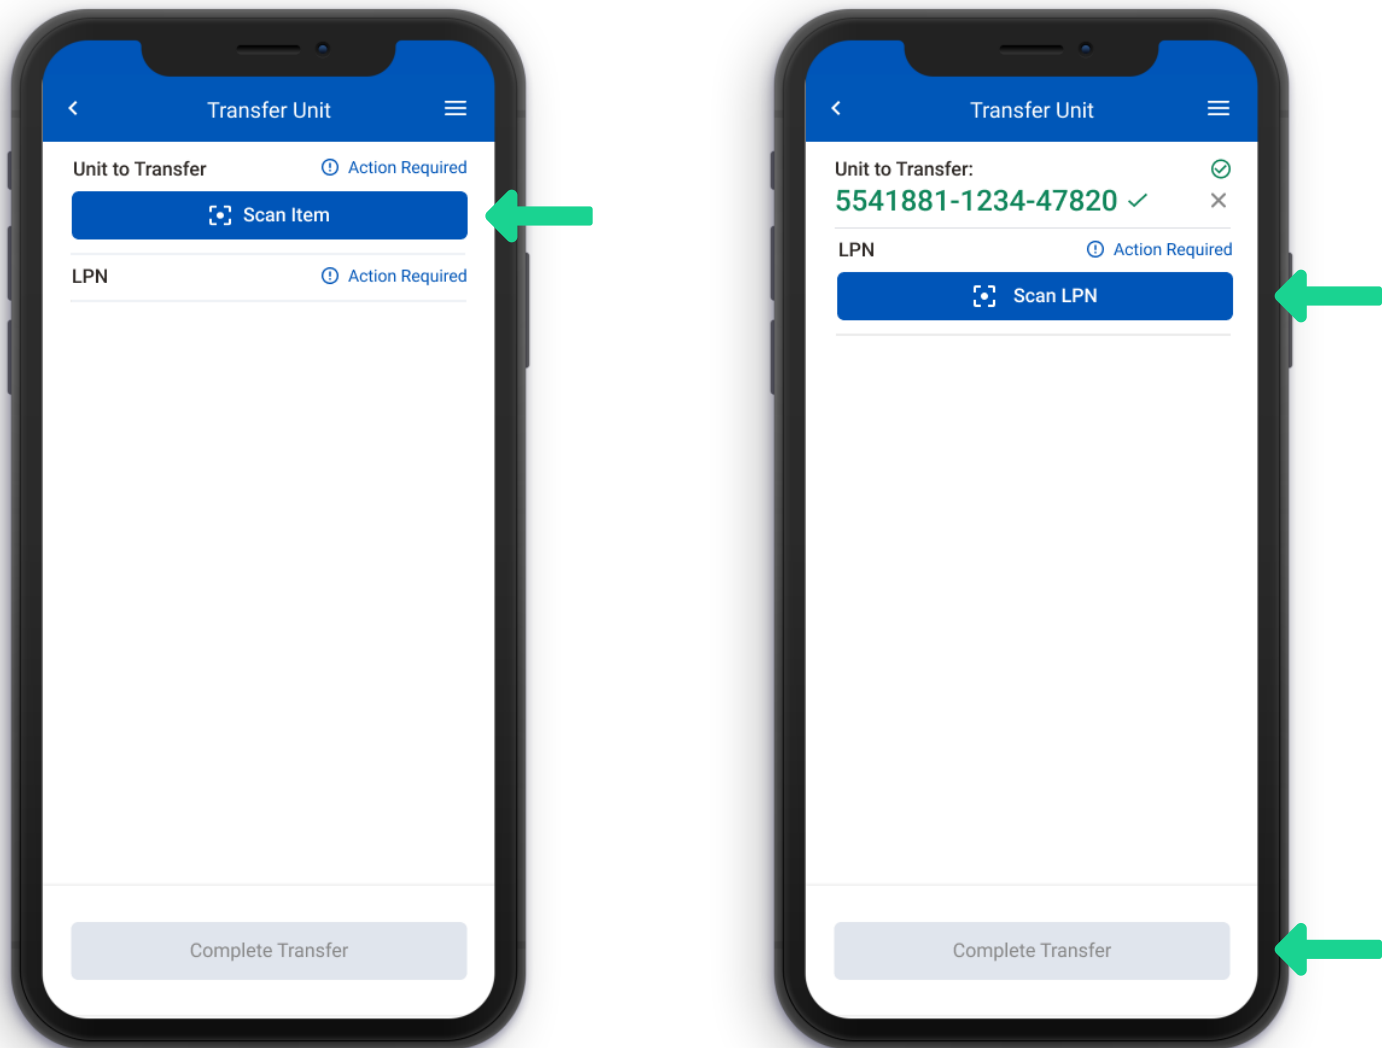 Transfer Unit
Unit to Transfer
Action Required
Scan Item
LPN
Action Required
Complete Transfer
Transfer Unit
Unit to Transfer:
5541881-1234-47820
LPN
Action Required
Scan LPN
Complete Transfer